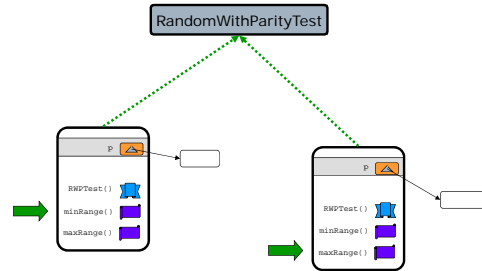 RandomWithParityTest
p
RWPTest()
minRange()
maxRange()
p
RWPTest()
minRange()
maxRange()